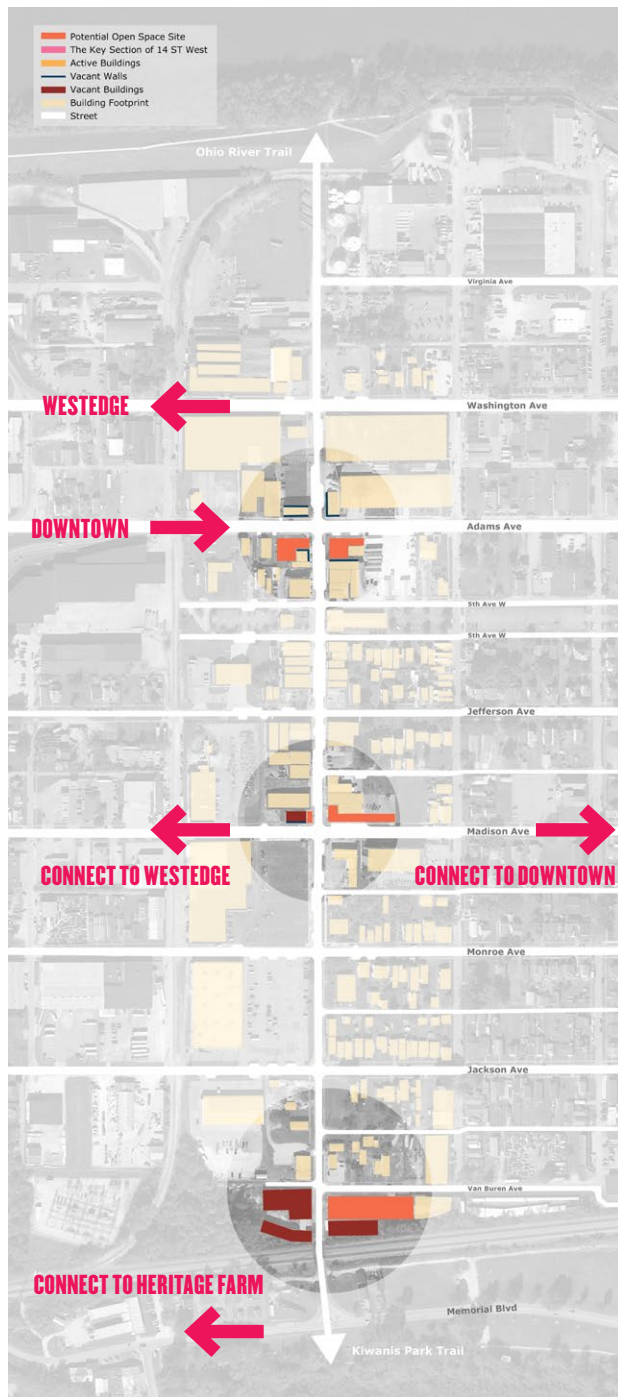 Potential Open Space Site
The Key Section of 14 ST West
Active Buildings
Vacant Walls
Vacant Buildings
Building Footprint
Street
Ohio River Trail
Virginia Ave
WESTEDGE
Washington Ave
DOWNTOWN
Adams Ave
5th Ave W
5th Ave W
Jefferson Ave
Madison Ave
CONNECT TO WESTEDGE
CONNECT TO DOWNTOWN
Monroe Ave
Jackson Ave
Van Buren Ave
CONNECT TO HERITAGE FARM
Memorial Blvd
Kiwanis Park Trail